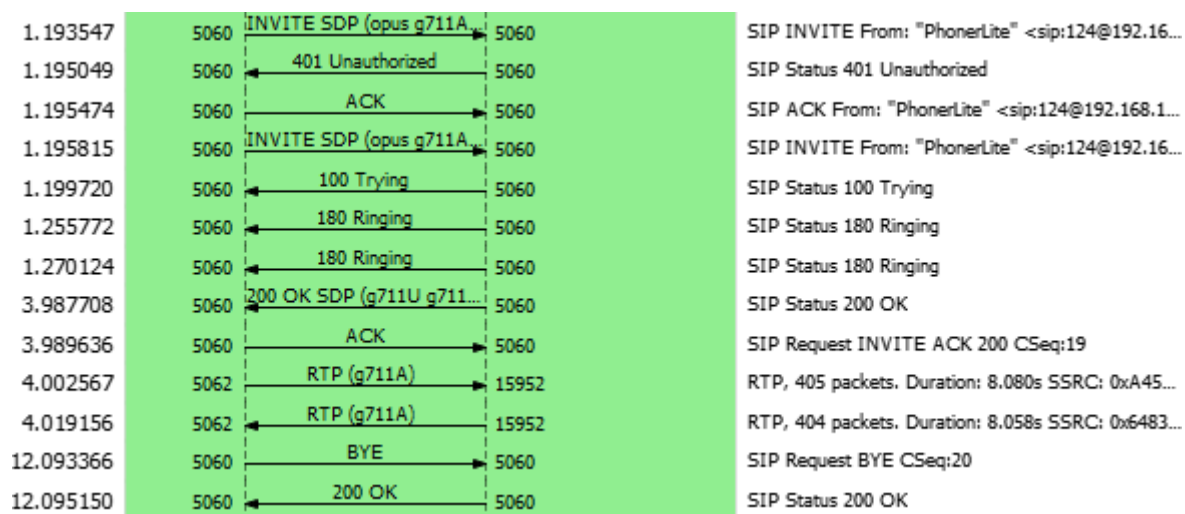 1.193547 5060 INVITE SDP (opus g711A... 5060 SIP INVITE From: "PhonerLite" <sip:124@192.16...
1.195049 5060 401 Unauthorized 5060 SIP Status 401 Unauthorized
1.195474 5060 ACK 5060 SIP ACK From: "PhonerLite" <sip:124@192.168.1...
1.195815 5060 INVITE SDP (opus g711A... 5060 SIP INVITE From: "PhonerLite" <sip:124@192.16...
1.199720 5060 100 Trying 5060 SIP Status 100 Trying
1.255772 5060 180 Ringing 5060 SIP Status 180 Ringing
1.270124 5060 180 Ringing 5060 SIP Status 180 Ringing
3.987708 5060 200 OK SDP (g711U g711... 5060 SIP Status 200 OK
3.989636 5060 ACK 5060 SIP Request INVITE ACK 200 CSeq:19
4.002567 5062 RTP (g711A) 15952 RTP, 405 packets. Duration: 8.080s SSRC: 0xA45...
4.019156 5062 RTP (g711A) 15952 RTP, 404 packets. Duration: 8.058s SSRC: 0x6483...
12.093366 5060 BYE 5060 SIP Request BYE CSeq:20
12.095150 5060 200 OK 5060 SIP Status 200 OK